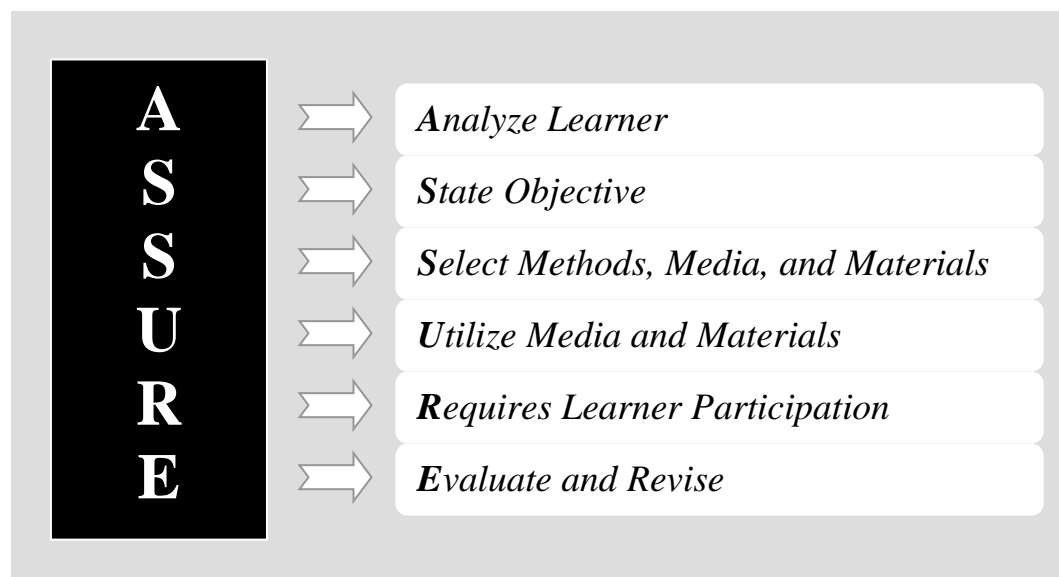 A
Analyze Learner
S
State Objective
S
Select Methods, Media, and Materials
U
Utilize Media and Materials
R
Requires Learner Participation
E
Evaluate and Revise